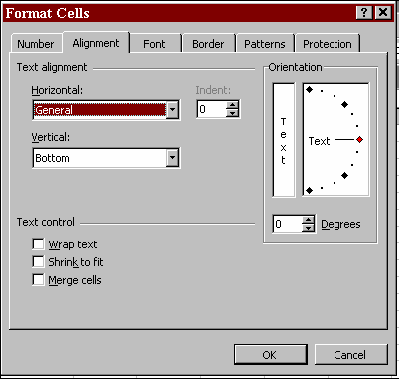 Format Cells
Number Alignment Font Border Patterns Protection
Text alignment
Horizontal:
General
Indent:
0
Vertical:
Bottom
Orientation
T
e
x
t
Text
0 Degrees
Text control
Wrap text
Shrink to fit
Merge cells
OK Cancel